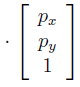 · [ p_x
p_y
1 ]